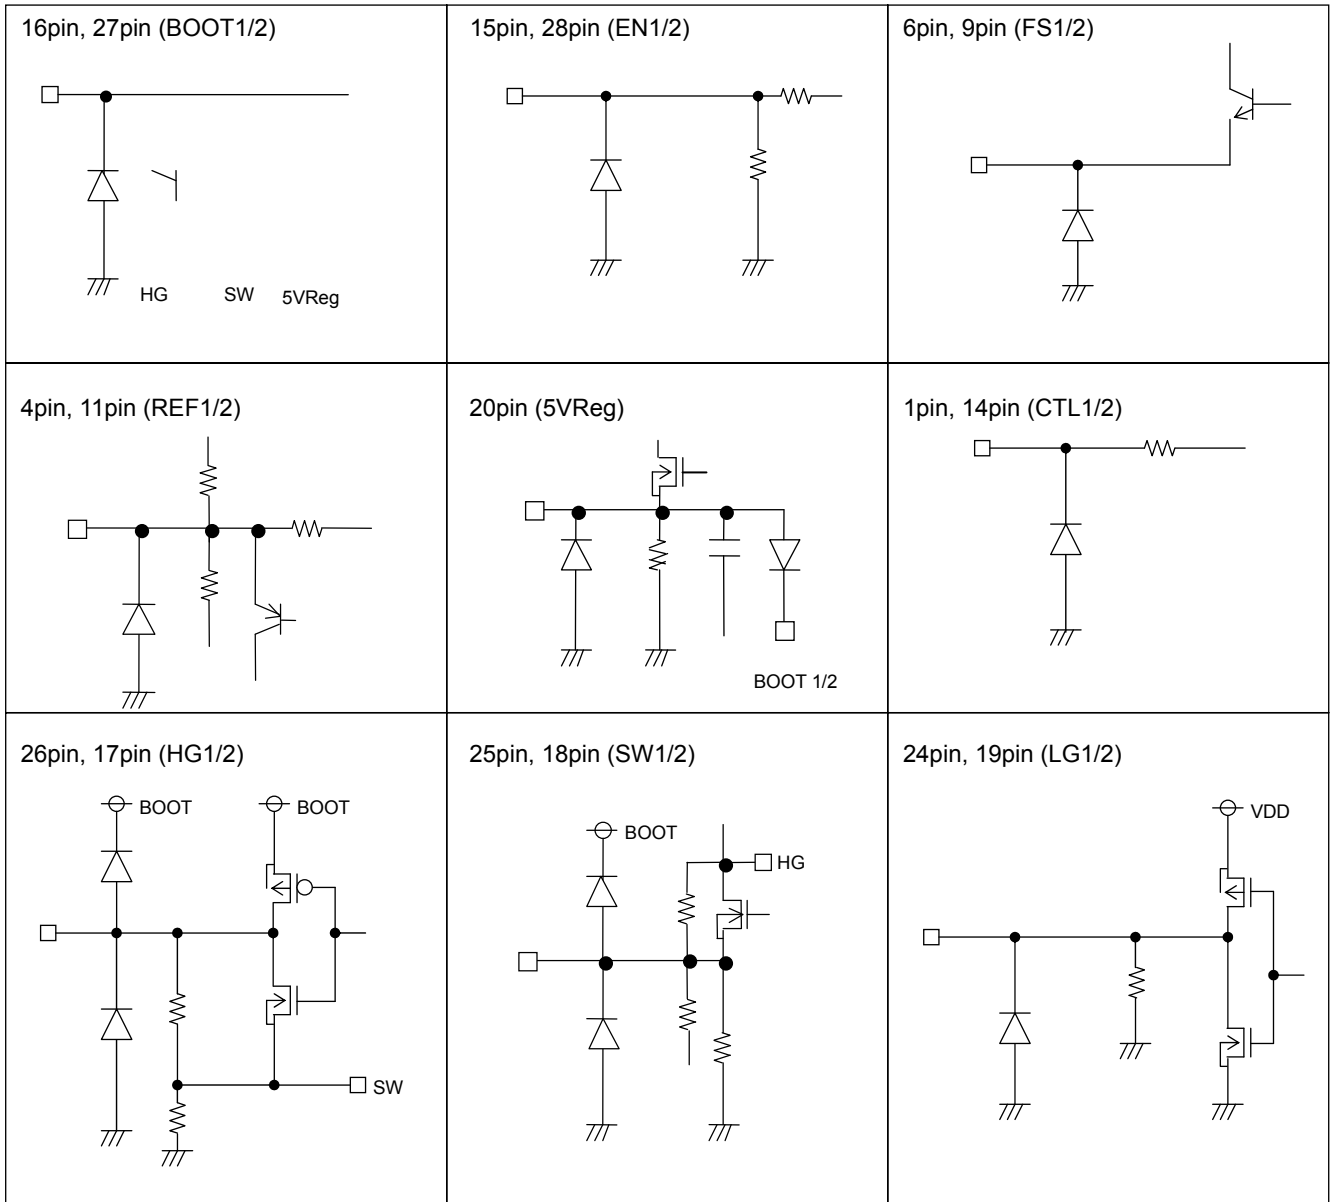 16pin, 27pin (BOOT1/2)
HG
SW
5VReg
15pin, 28pin (EN1/2)
6pin, 9pin (FS1/2)
4pin, 11pin (REF1/2)
20pin (5VReg)
BOOT 1/2
1pin, 14pin (CTL1/2)
26pin, 17pin (HG1/2)
BOOT
BOOT
SW
25pin, 18pin (SW1/2)
BOOT
HG
24pin, 19pin (LG1/2)
VDD